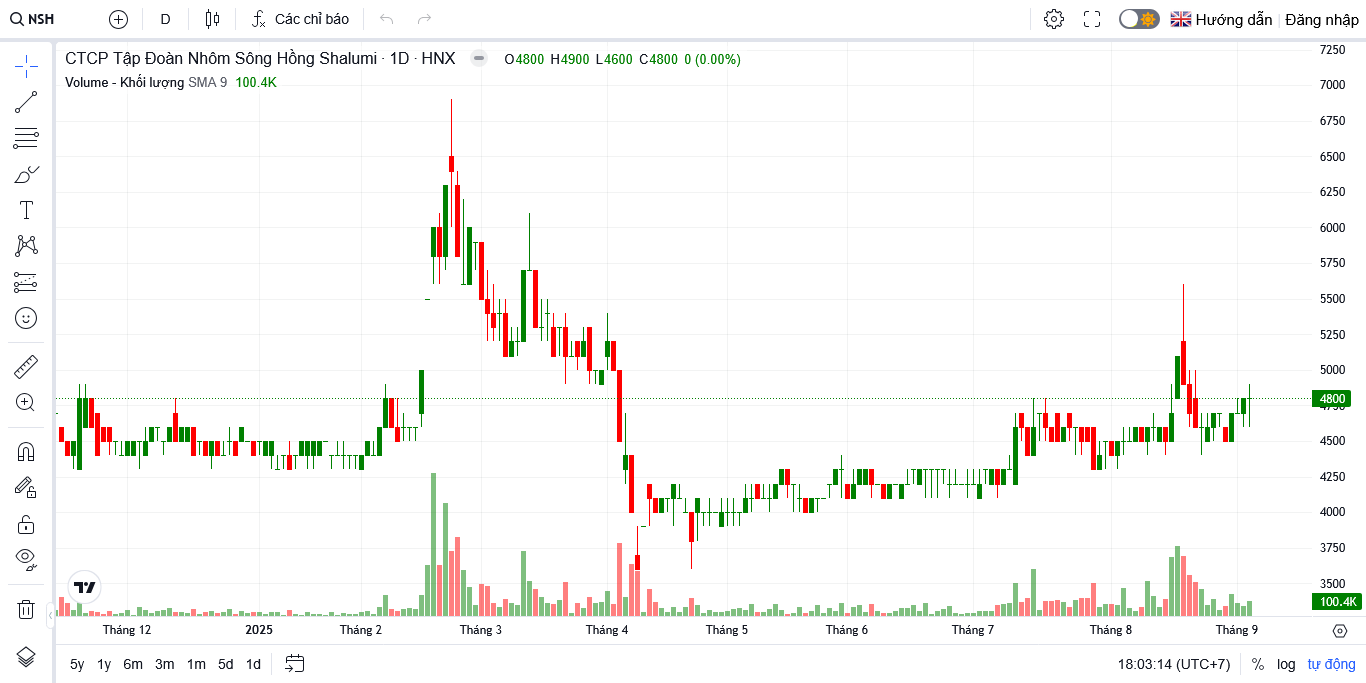 NSH D Các chỉ báo Hướng dẫn Đăng nhập
CTCP Tập Đoàn Nhôm Sông Hồng Shalumi · 1D · HNX O4800 H4900 L4600 C4800 0 (0.00%)
Volume - Khối lượng SMA 9 100.4K
7250
7000
6750
6500
6250
6000
5750
5500
5250
5000
4800
4750
4500
4250
4000
3750
3500
100.4K
Tháng 12 2025 Tháng 2 Tháng 3 Tháng 4 Tháng 5 Tháng 6 Tháng 7 Tháng 8 Tháng 9
5y 1y 6m 3m 1m 5d 1d 18:03:14 (UTC+7) % log tự động